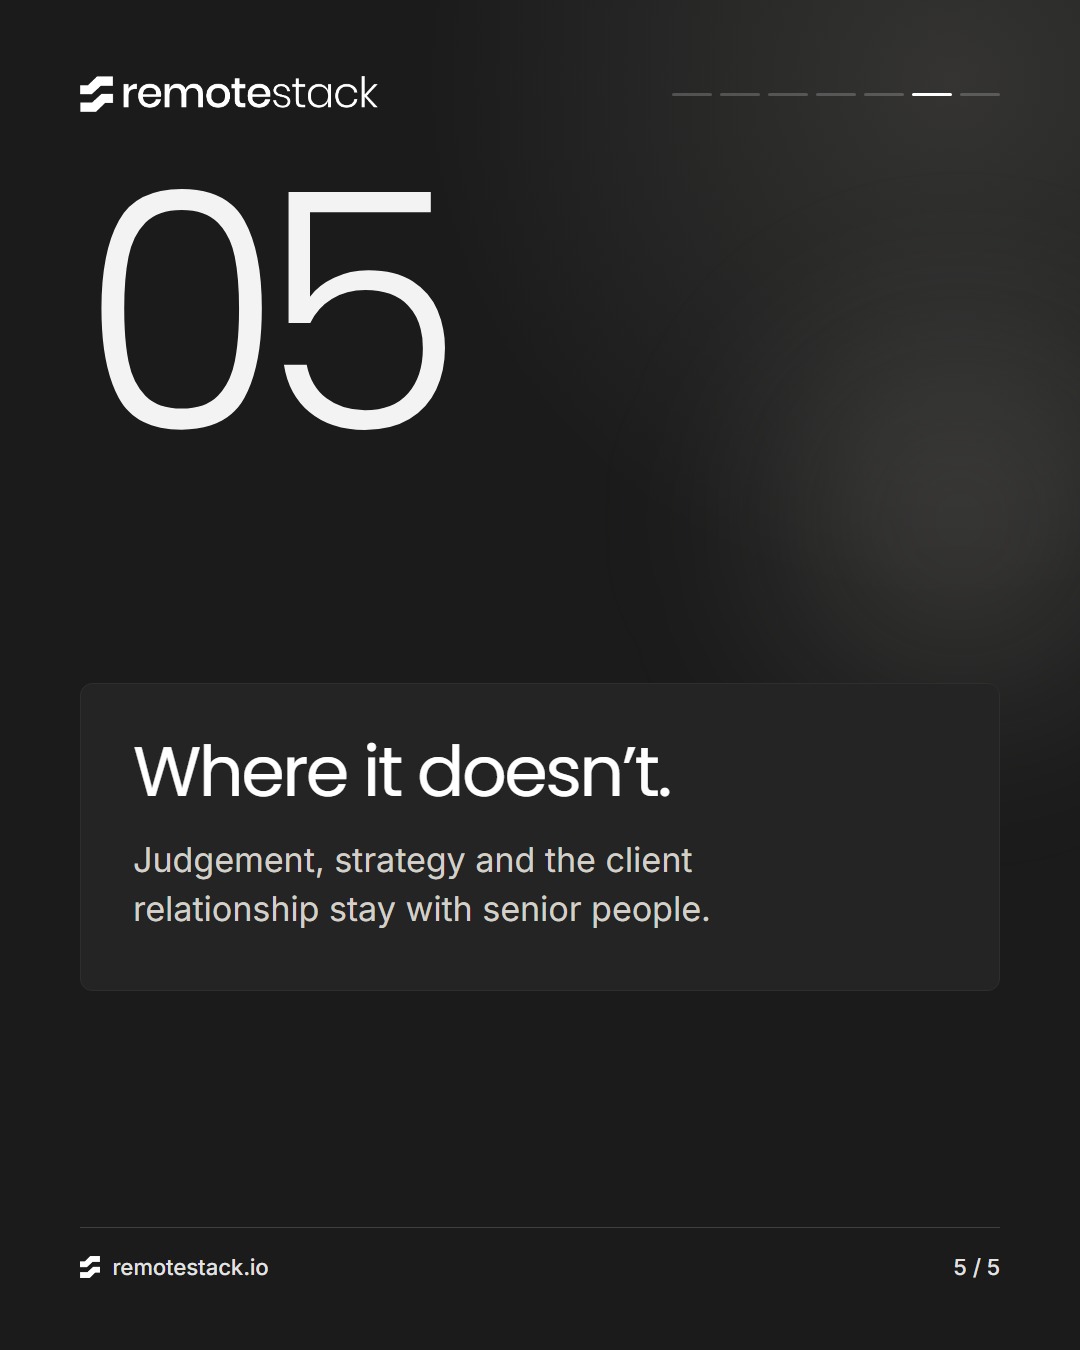 remotestack
05
Where it doesn’t.
Judgement, strategy and the client
relationship stay with senior people.
remotestack.io
5 / 5